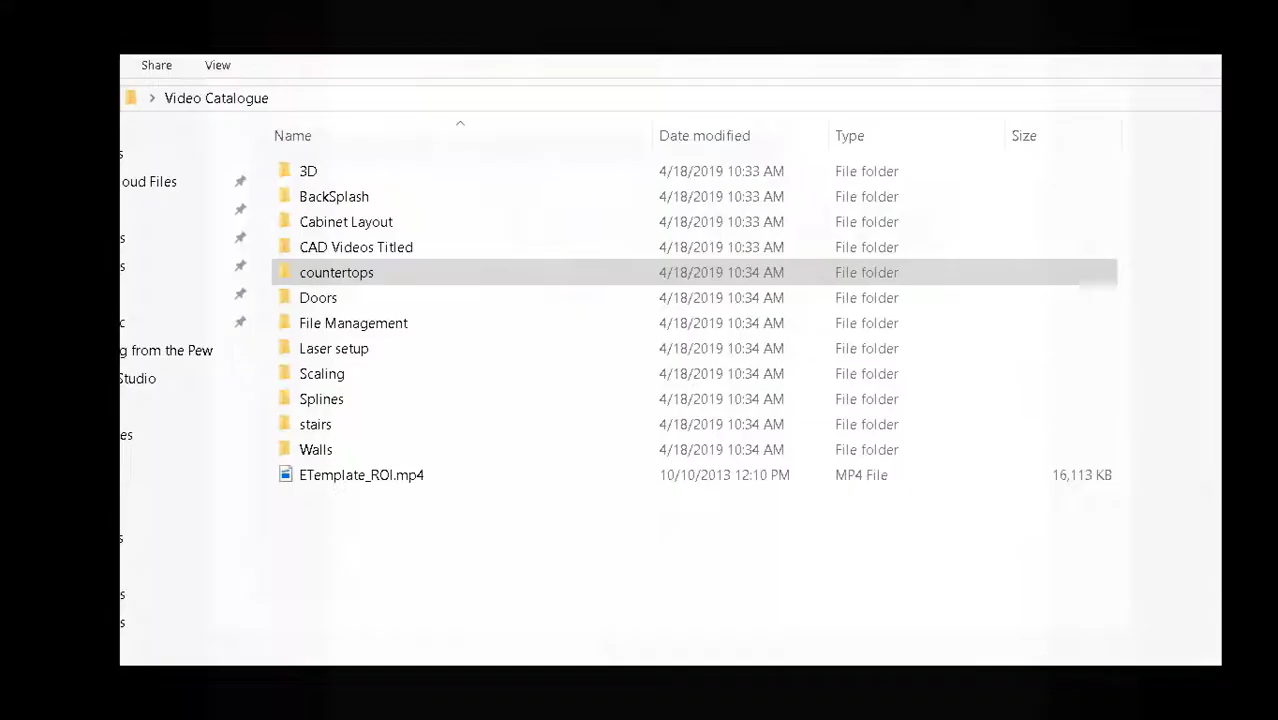 Share View
Video Catalogue
Name Date modified Type Size
s
3D 4/18/2019 10:33 AM File folder
oud Files
BackSplash 4/18/2019 10:33 AM File folder
Cabinet Layout 4/18/2019 10:33 AM File folder
s
CAD Videos Titled 4/18/2019 10:33 AM File folder
s
countertops 4/18/2019 10:34 AM File folder
Doors 4/18/2019 10:34 AM File folder
c
File Management 4/18/2019 10:34 AM File folder
g from the Pew
Laser setup 4/18/2019 10:34 AM File folder
Studio
Scaling 4/18/2019 10:34 AM File folder
Splines 4/18/2019 10:34 AM File folder
stairs 4/18/2019 10:34 AM File folder
es
Walls 4/18/2019 10:34 AM File folder
ETemplate_ROI.mp4 10/10/2013 12:10 PM MP4 File 16,113 KB
s
s
s